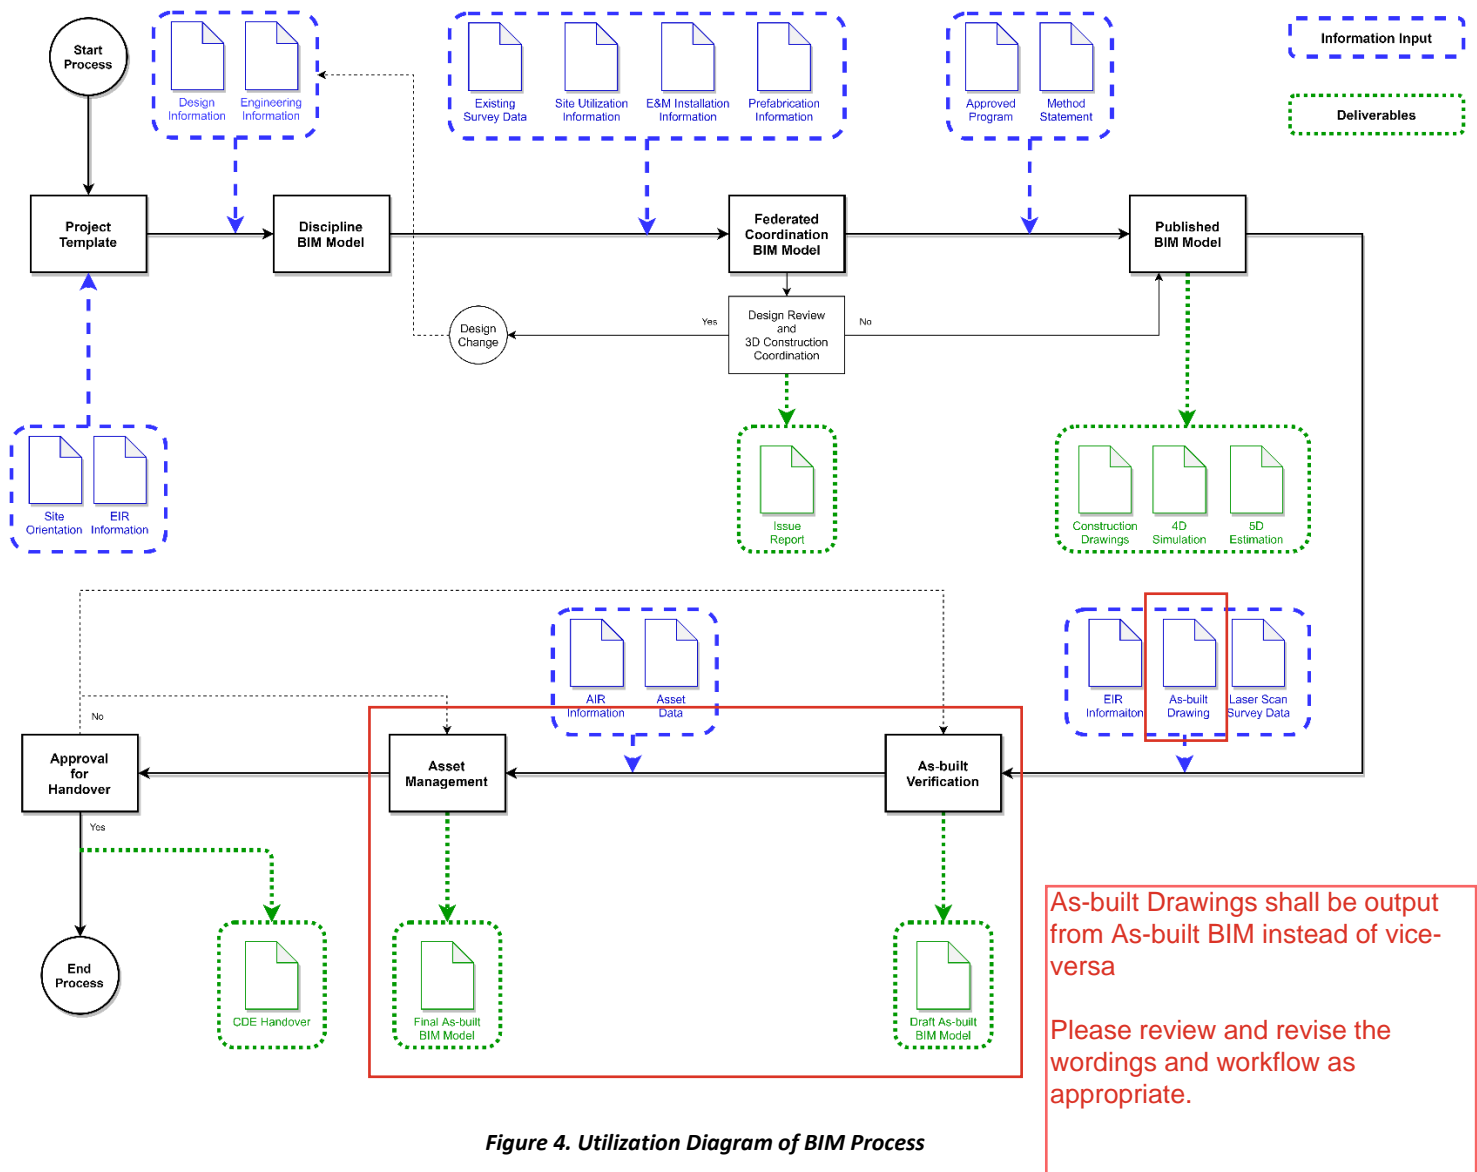 Start
Process
Design
Information
Engineering
Information
Existing
Survey Data
Site Utilization
Information
E&M Installation
Information
Prefabrication
Information
Approved
Program
Method
Statement
Information Input
Deliverables
Project
Template
Discipline
BIM Model
Federated
Coordination
BIM Model
Published
BIM Model
Design
Change
Yes
Design Review
and
3D Construction
Coordination
No
Site
Orientation
EIR
Information
Issue
Report
Construction
Drawings
4D
Simulation
5D
Estimation
AIR
Information
Asset
Data
EIR
Informaiton
As-built
Drawing
Laser Scan
Survey Data
No
Approval
for
Handover
Yes
Asset
Management
As-built
Verification
End
Process
CDE Handover
Final As-built
BIM Model
Draft As-built
BIM Model
As-built Drawings shall be output
from As-built BIM instead of vice-
versa
Please review and revise the
wordings and workflow as
appropriate.
Figure 4. Utilization Diagram of BIM Process